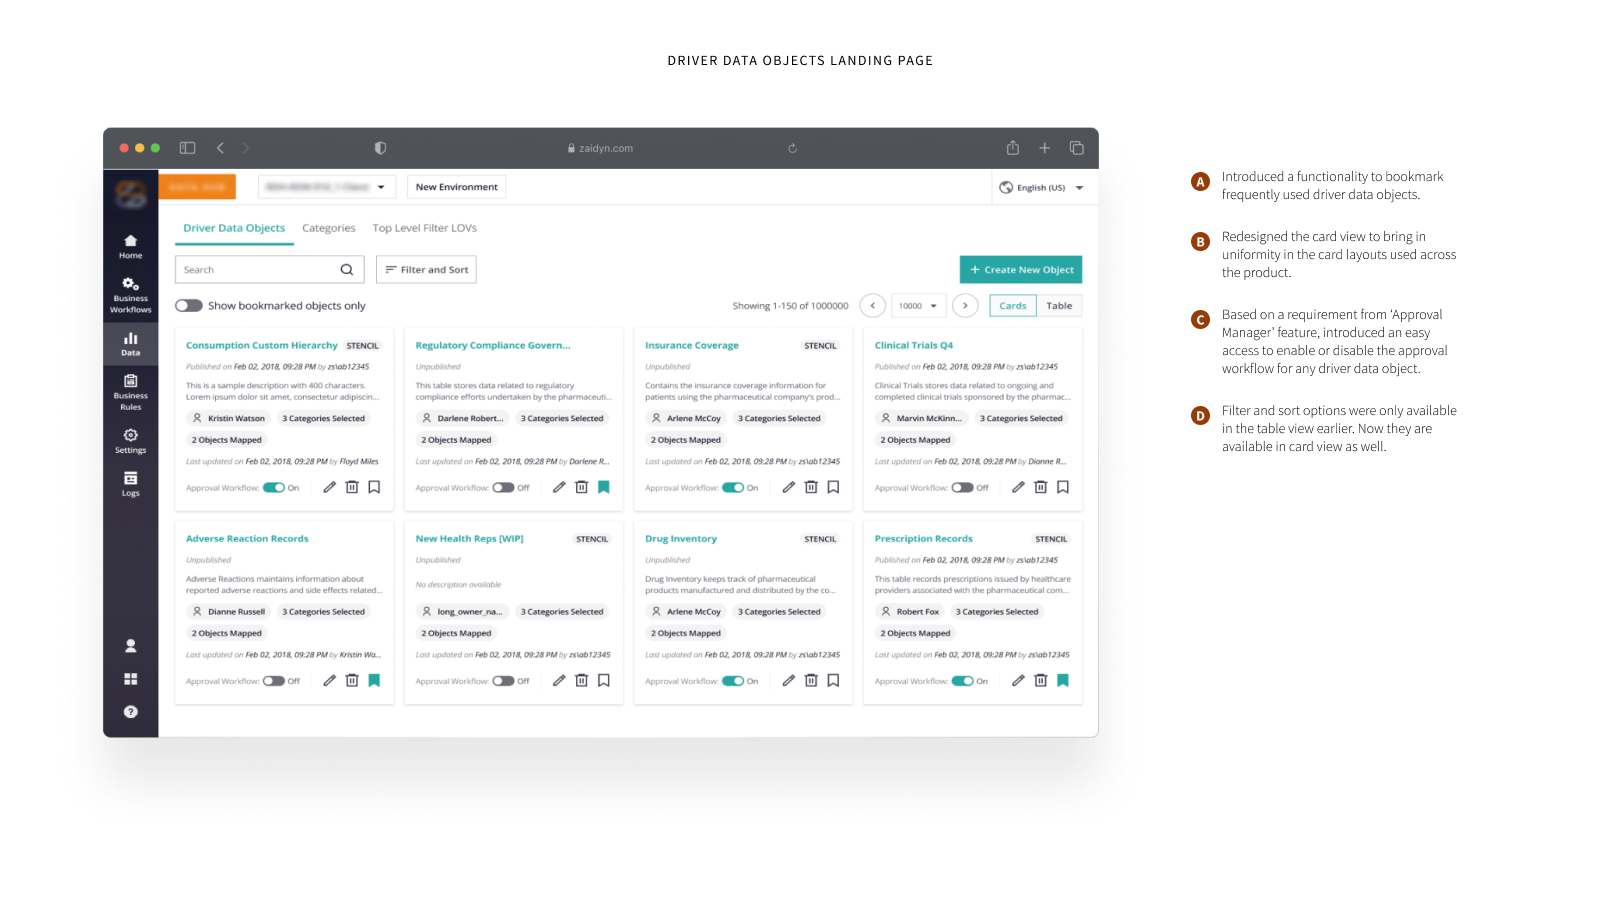 DRIVER DATA OBJECTS LANDING PAGE
zaidyn.com
New Environment
English (US)
Home
Business
Workflows
Data
Business
Rules
Settings
Logs
Driver Data Objects
Categories
Top Level Filter LOVs
Search
Filter and Sort
+ Create New Object
Show bookmarked objects only
Showing 1-150 of 1000000
10000
Cards
Table
Consumption Custom Hierarchy STENCIL
Published on Feb 02, 2018, 09:28 PM by zs\ab12345
This is a sample description with 400 characters.
Lorem ipsum dolor sit amet, consectetur adipiscin...
Kristin Watson 3 Categories Selected
2 Objects Mapped
Last updated on Feb 02, 2018, 09:28 PM by Floyd Miles
Approval Workflow: On
Regulatory Compliance Govern...
Unpublished
This table stores data related to regulatory
compliance efforts undertaken by the pharmaceuti...
Darlene Robert... 3 Categories Selected
2 Objects Mapped
Last updated on Feb 02, 2018, 09:28 PM by Darlene R...
Approval Workflow: Off
Insurance Coverage STENCIL
Unpublished
Contains the insurance coverage information for
patients using the pharmaceutical company's prod...
Arlene McCoy 3 Categories Selected
2 Objects Mapped
Last updated on Feb 02, 2018, 09:28 PM by zs\ab12345
Approval Workflow: On
Clinical Trials Q4
Published on Feb 02, 2018, 09:28 PM by zs\ab12345
Clinical Trials stores data related to ongoing and
completed clinical trials sponsored by the pharmac...
Marvin McKinn... 3 Categories Selected
2 Objects Mapped
Last updated on Feb 02, 2018, 09:28 PM by Dianne R...
Approval Workflow: Off
Adverse Reaction Records
Unpublished
Adverse Reactions maintains information about
reported adverse reactions and side effects related...
Dianne Russell 3 Categories Selected
2 Objects Mapped
Last updated on Feb 02, 2018, 09:28 PM by Kristin Wa...
Approval Workflow: Off
New Health Reps [WIP] STENCIL
Unpublished
No description available
long_owner_na... 3 Categories Selected
2 Objects Mapped
Last updated on Feb 02, 2018, 09:28 PM by zs\ab12345
Approval Workflow: Off
Drug Inventory STENCIL
Unpublished
Drug Inventory keeps track of pharmaceutical
products manufactured and distributed by the co...
Arlene McCoy 3 Categories Selected
2 Objects Mapped
Last updated on Feb 02, 2018, 09:28 PM by zs\ab12345
Approval Workflow: On
Prescription Records STENCIL
Published on Feb 02, 2018, 09:28 PM by zs\ab12345
This table records prescriptions issued by healthcare
providers associated with the pharmaceutical com...
Robert Fox 3 Categories Selected
2 Objects Mapped
Last updated on Feb 02, 2018, 09:28 PM by zs\ab12345
Approval Workflow: On
A Introduced a functionality to bookmark
frequently used driver data objects.
B Redesigned the card view to bring in
uniformity in the card layouts used across
the product.
C Based on a requirement from ‘Approval
Manager’ feature, introduced an easy
access to enable or disable the approval
workflow for any driver data object.
D Filter and sort options were only available
in the table view earlier. Now they are
available in card view as well.